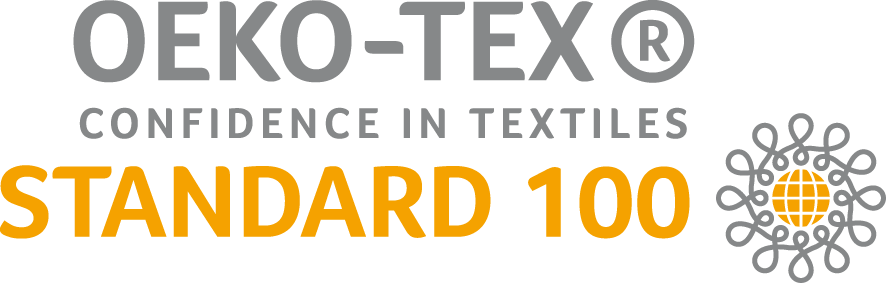 OEKO-TEX®
CONFIDENCE IN TEXTILES
STANDARD 100